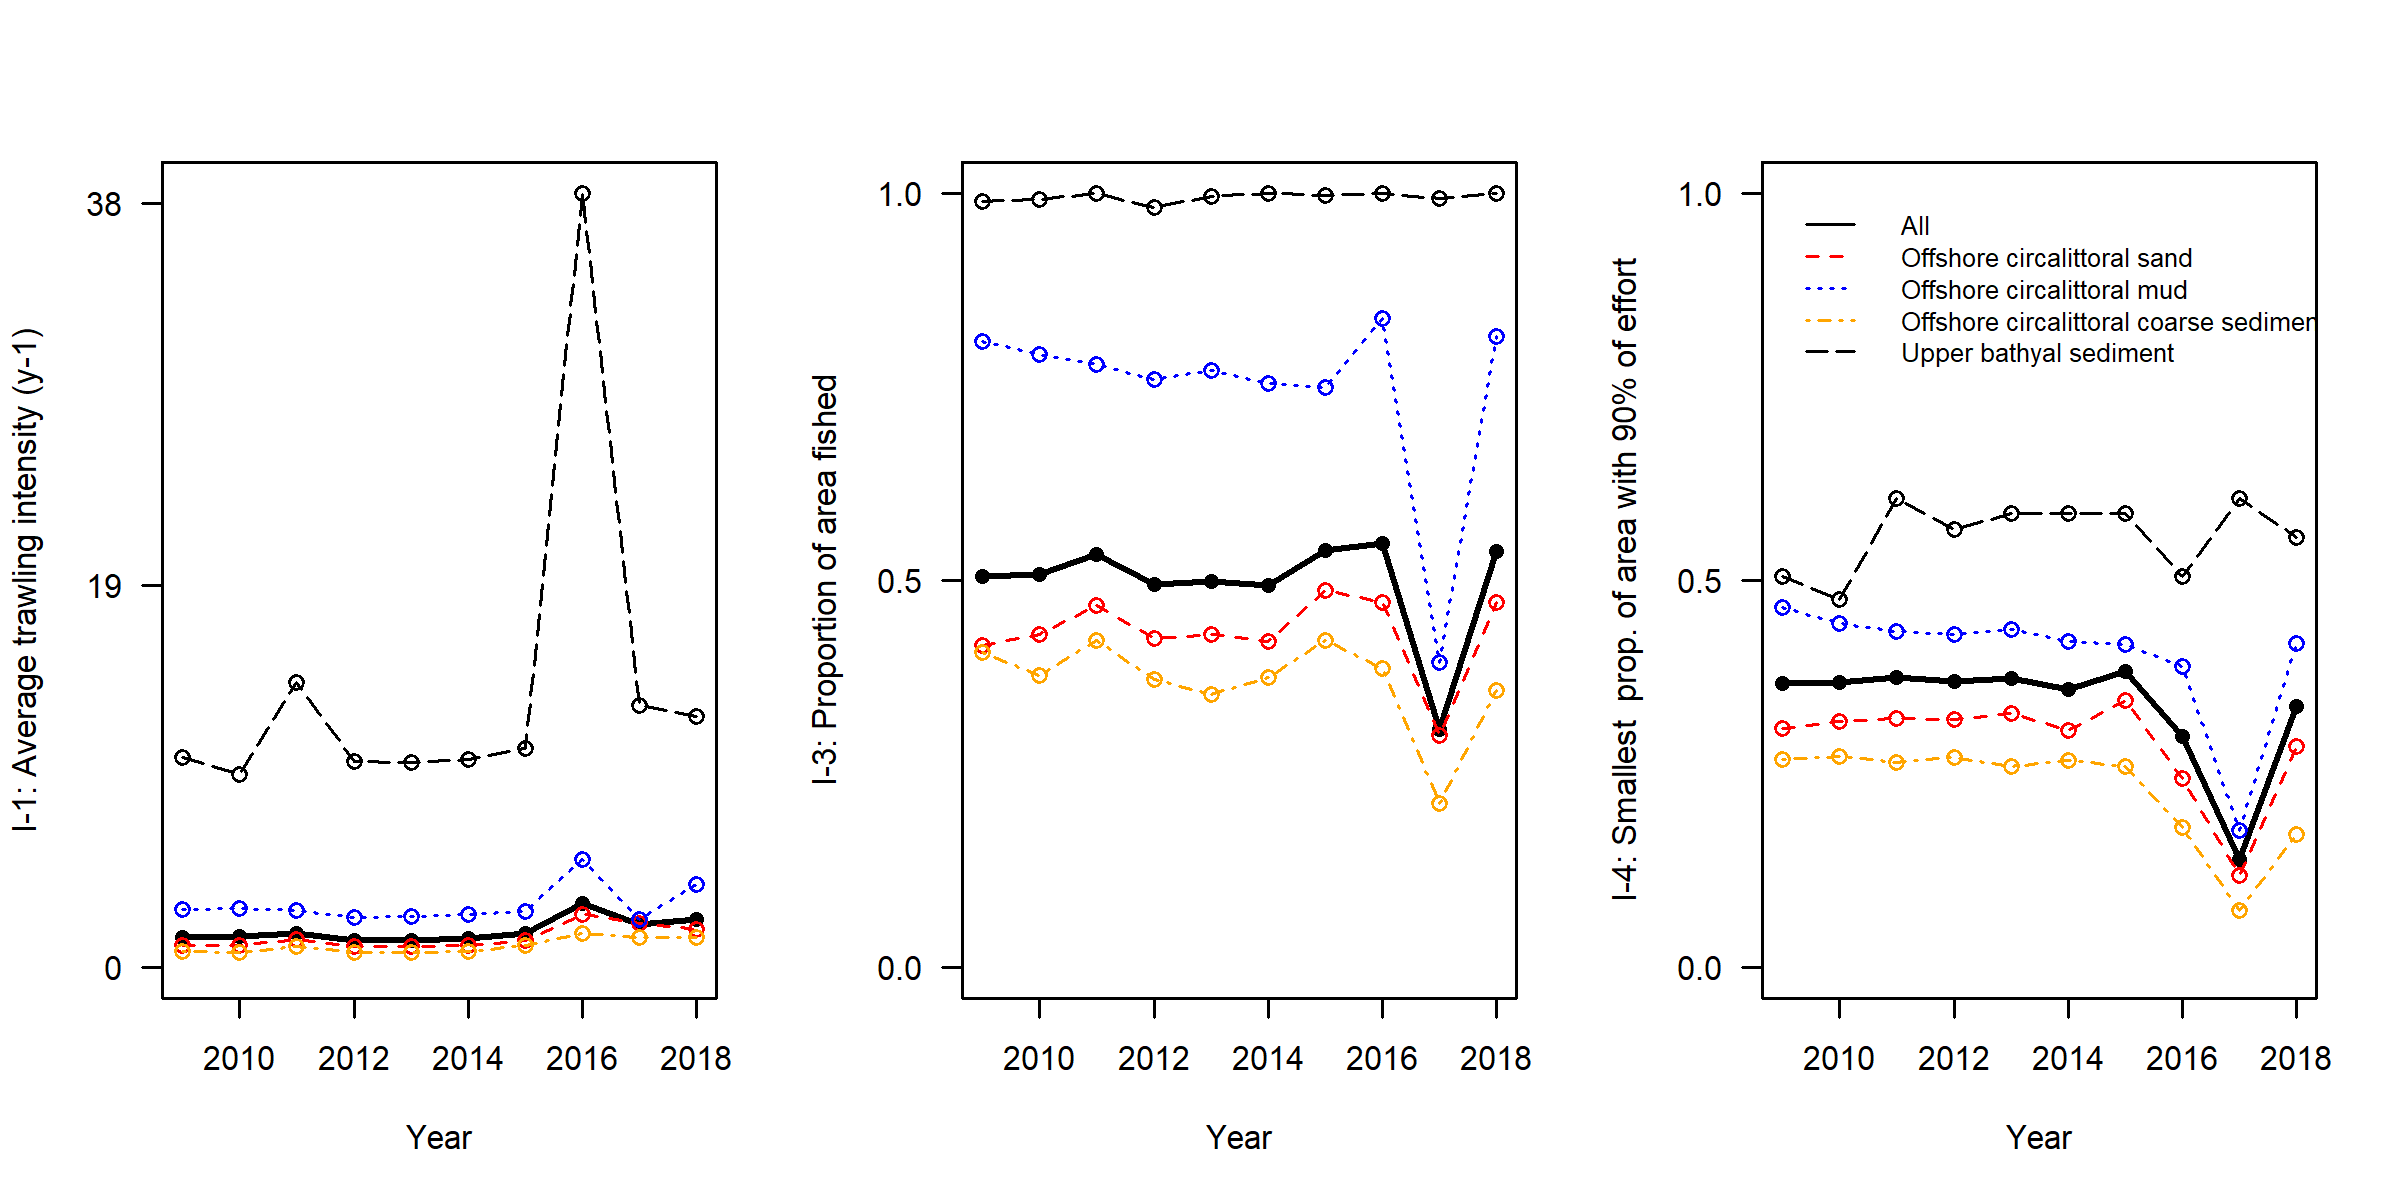 I-1: Average trawling intensity (y-1)
38
19
0
2010 2012 2014 2016 2018
Year
I-3: Proportion of area fished
1.0
0.5
0.0
2010 2012 2014 2016 2018
Year
I-4: Smallest prop. of area with 90% of effort
1.0
0.5
0.0
All
Offshore circalittoral sand
Offshore circalittoral mud
Offshore circalittoral coarse sedimen
Upper bathyal sediment
2010 2012 2014 2016 2018
Year